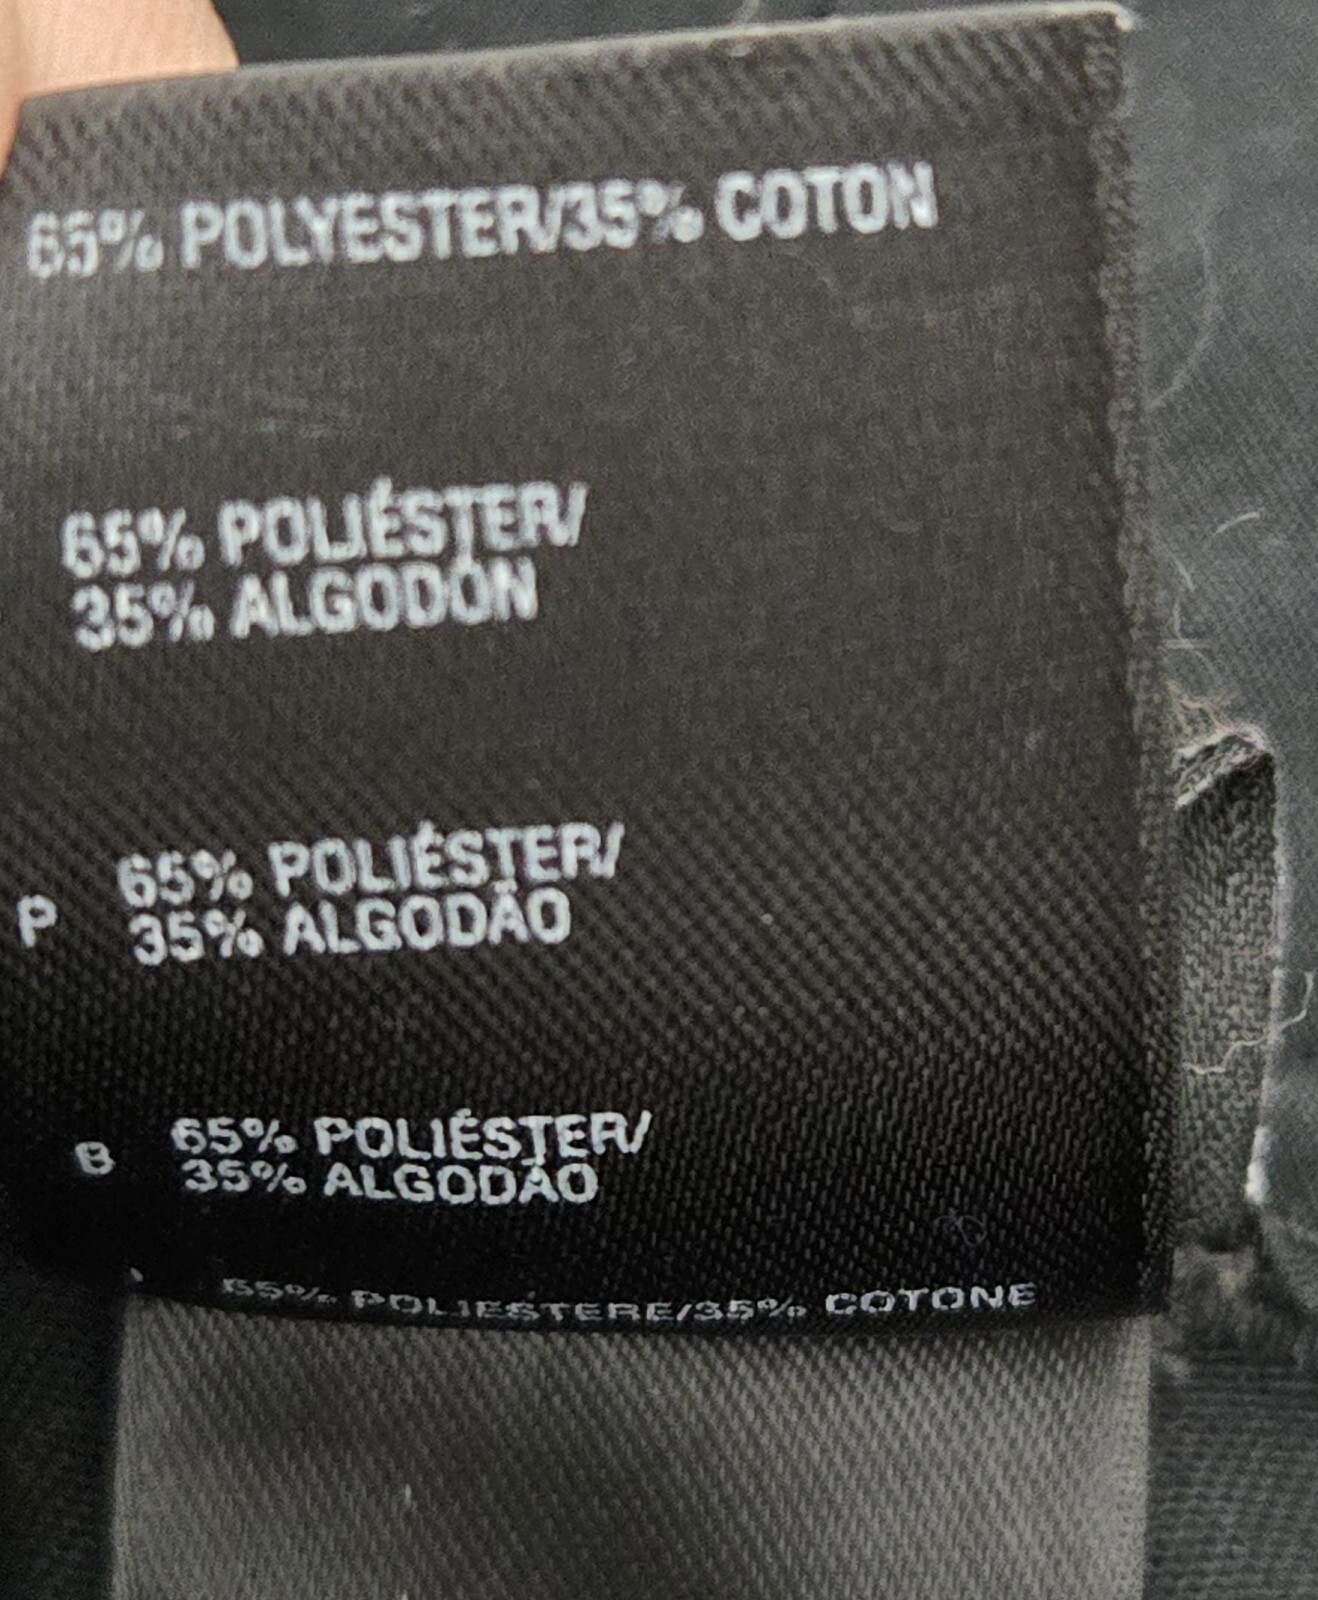 65% POLYESTER/35% COTON
65% POLIÉSTER/
35% ALGODÓN
P 65% POLIÉSTER/
35% ALGODÃO
B 65% POLIÉSTER/
35% ALGODÃO
65% POLIESTERE/35% COTONE